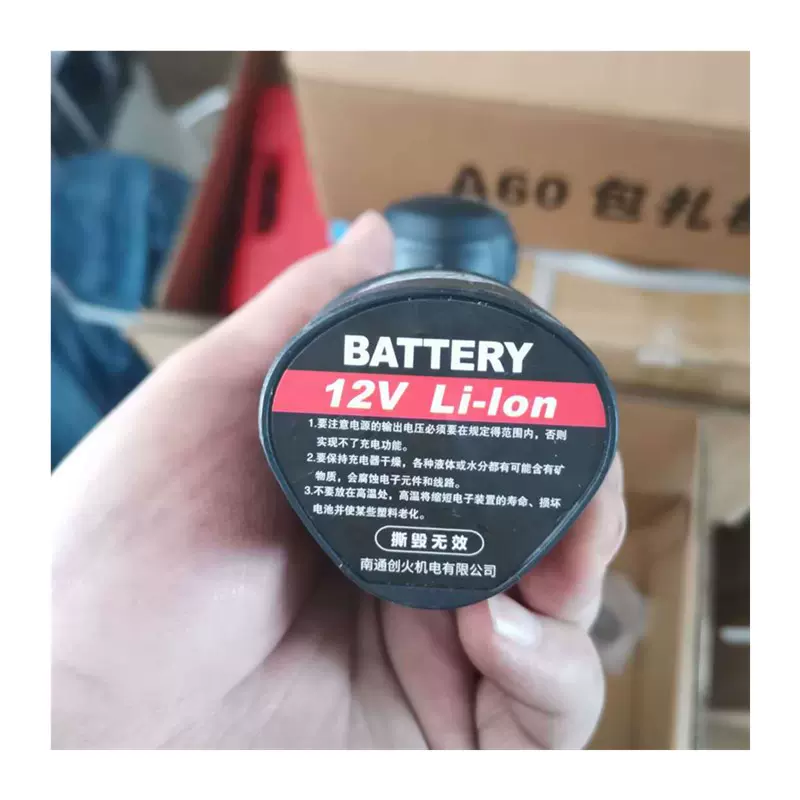 A60 包扎机
BATTERY
12V Li-Ion
1.要注意电源的输出电压必须要在规定得范围内，否则
实现不了充电功能。
2.要保持充电器干燥，各种液体或水分都有可能含有矿
物质，会腐蚀电子元件和线路。
3.不要放在高温处，高温将缩短电子装置的寿命、损坏
电池并使某些塑料老化。
撕毁无效
南通创火机电有限公司